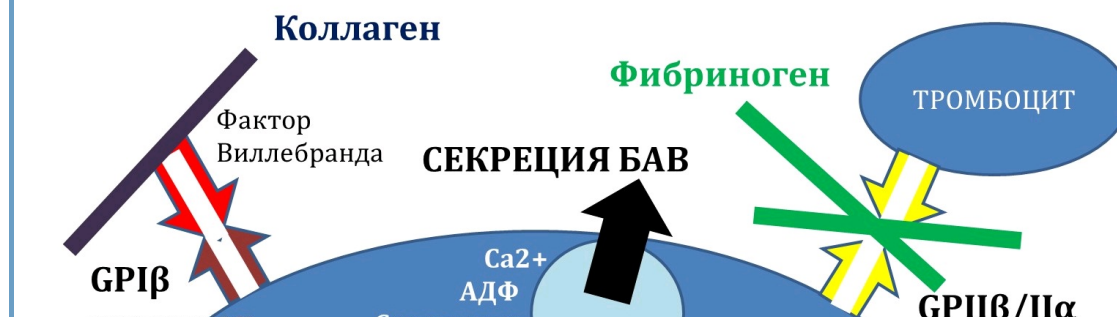 Коллаген
Фибриноген
ТРОМБОЦИТ
Фактор
Виллебранда
СЕКРЕЦИЯ БАВ
Ca2+
АДФ
GPIβ
GPIIβ/IIα